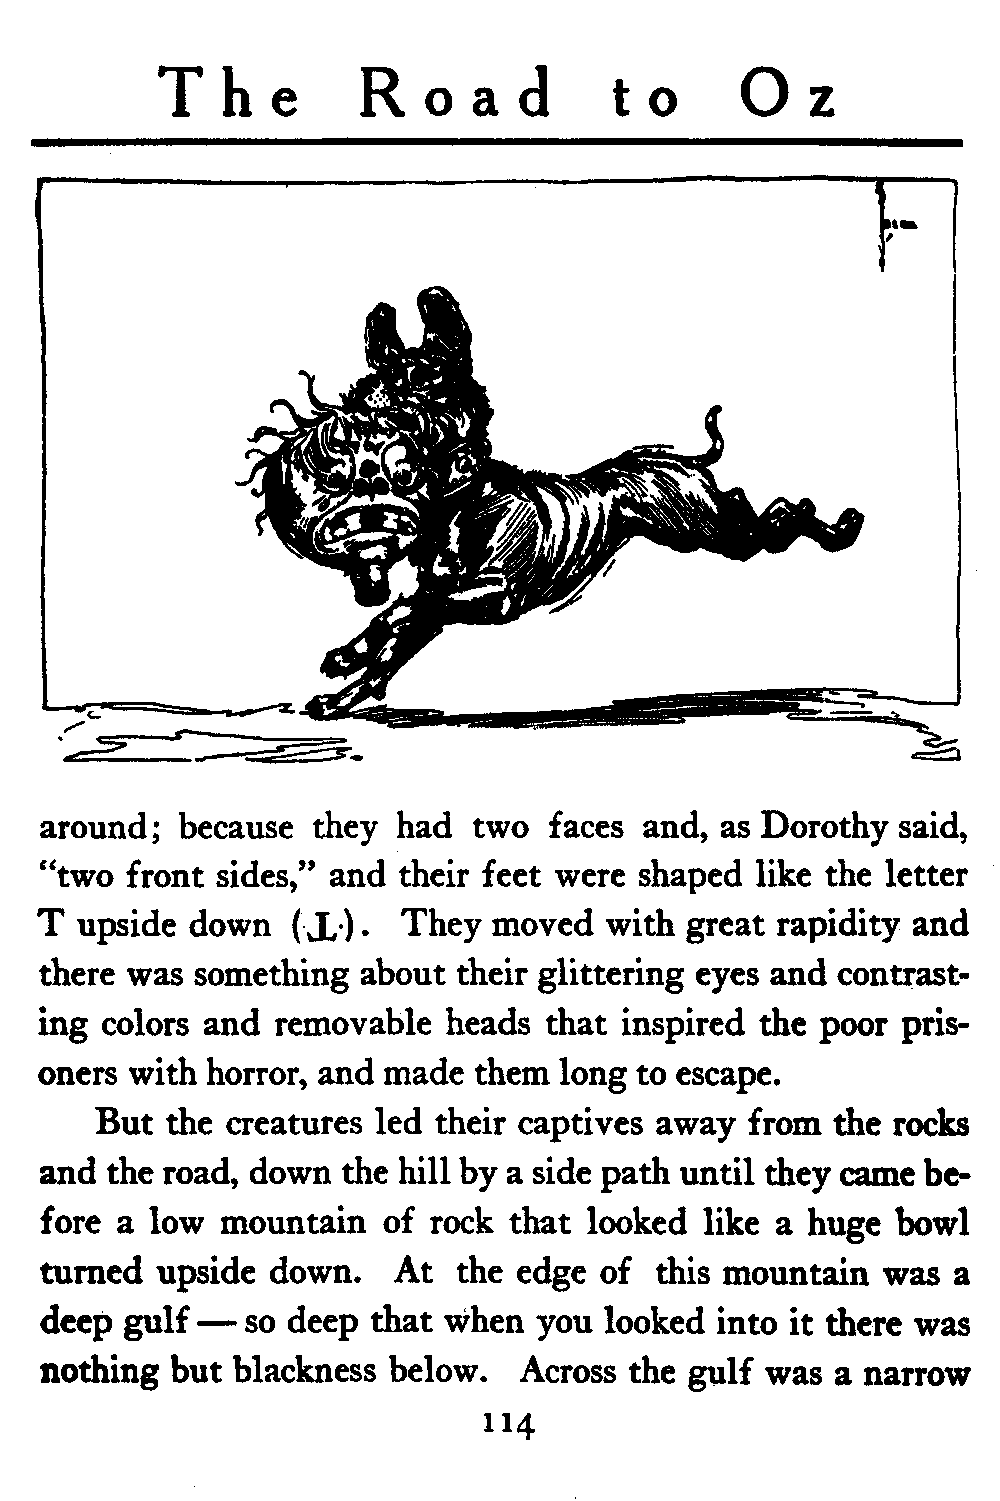 The Road to Oz
around; because they had two faces and, as Dorothy said,
“two front sides,” and their feet were shaped like the letter
T upside down (⊥). They moved with great rapidity and
there was something about their glittering eyes and contrast-
ing colors and removable heads that inspired the poor pris-
oners with horror, and made them long to escape.
But the creatures led their captives away from the rocks
and the road, down the hill by a side path until they came be-
fore a low mountain of rock that looked like a huge bowl
turned upside down. At the edge of this mountain was a
deep gulf — so deep that when you looked into it there was
nothing but blackness below. Across the gulf was a narrow
114